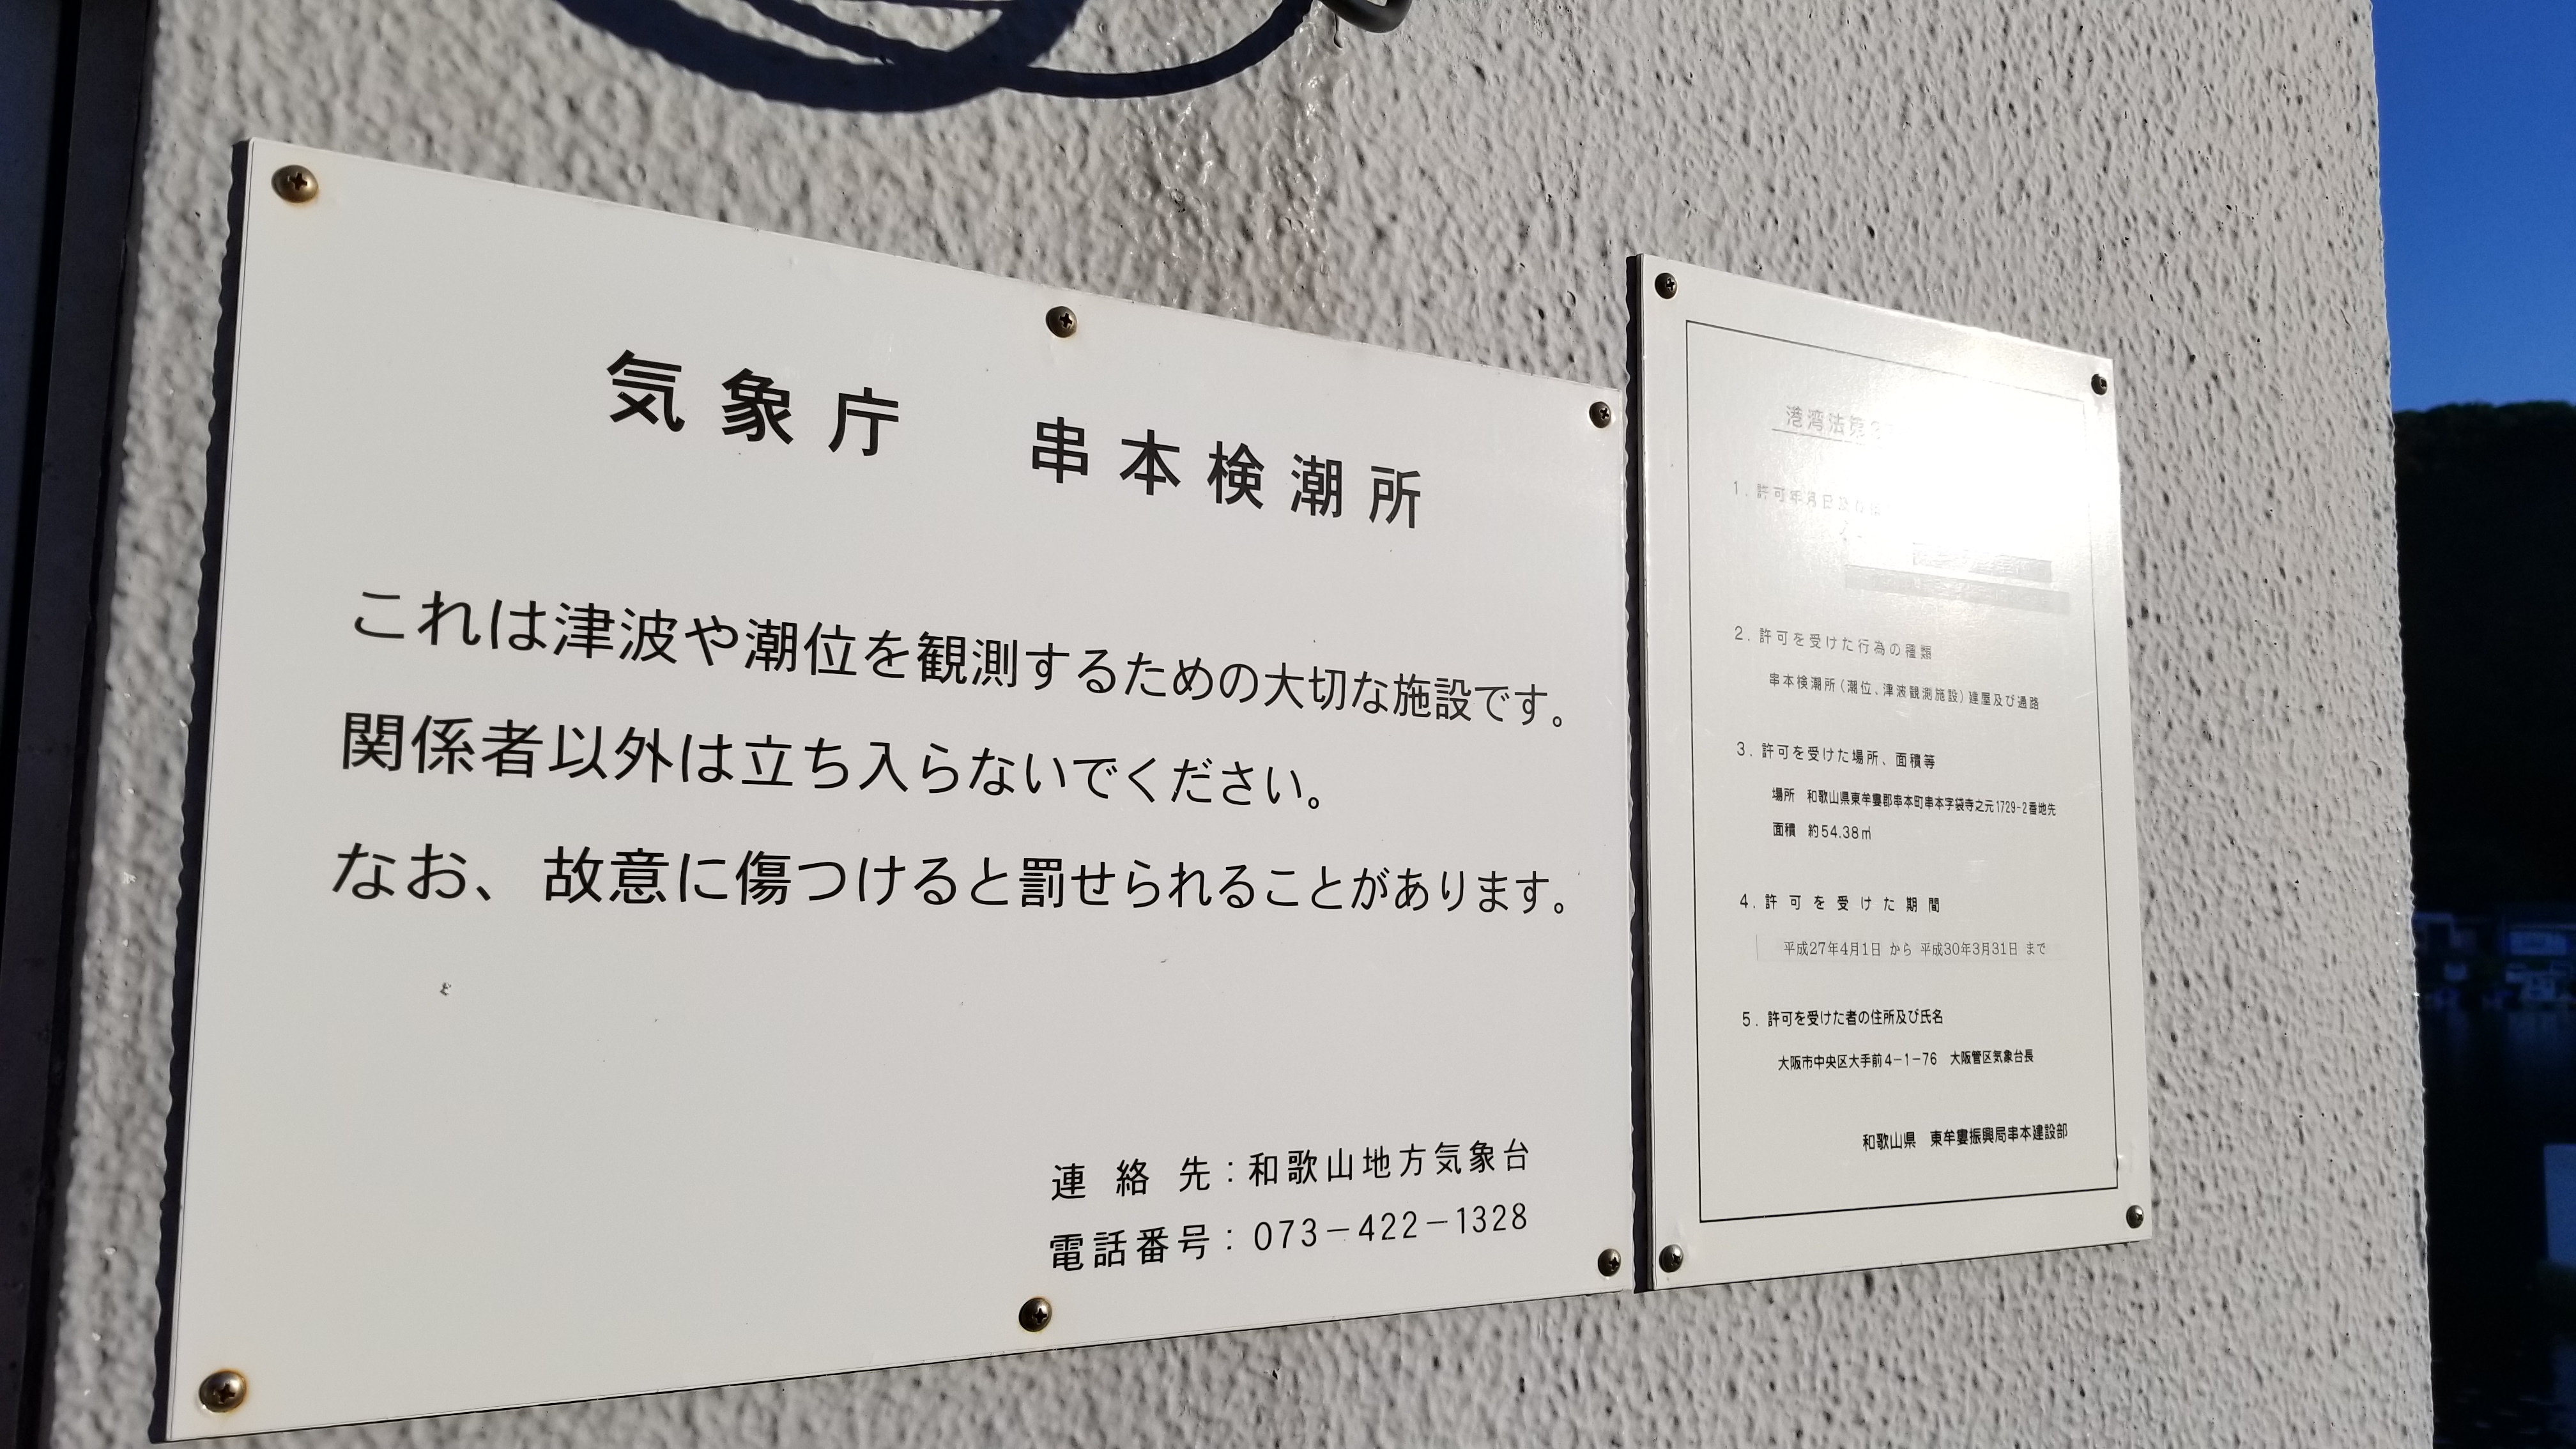 気象庁　串本検潮所
これは津波や潮位を観測するための大切な施設です。
関係者以外は立ち入らないでください。
なお、故意に傷つけると罰せられることがあります。
連絡先：和歌山地方気象台
電話番号：073－422－1328
港湾法第3
1．許可年月日及び
2．許可を受けた行為の種類
串本検潮所（潮位、津波観測施設）建屋及び通路
3．許可を受けた場所、面積等
場所　和歌山県東牟婁郡串本町串本字袋寺之元1729-2番地先
面積　約54.38㎡
4．許可を受けた期間
平成27年4月1日 から 平成30年3月31日 まで
5．許可を受けた者の住所及び氏名
大阪市中央区大手前4－1－76　大阪管区気象台長
和歌山県　東牟婁振興局串本建設部